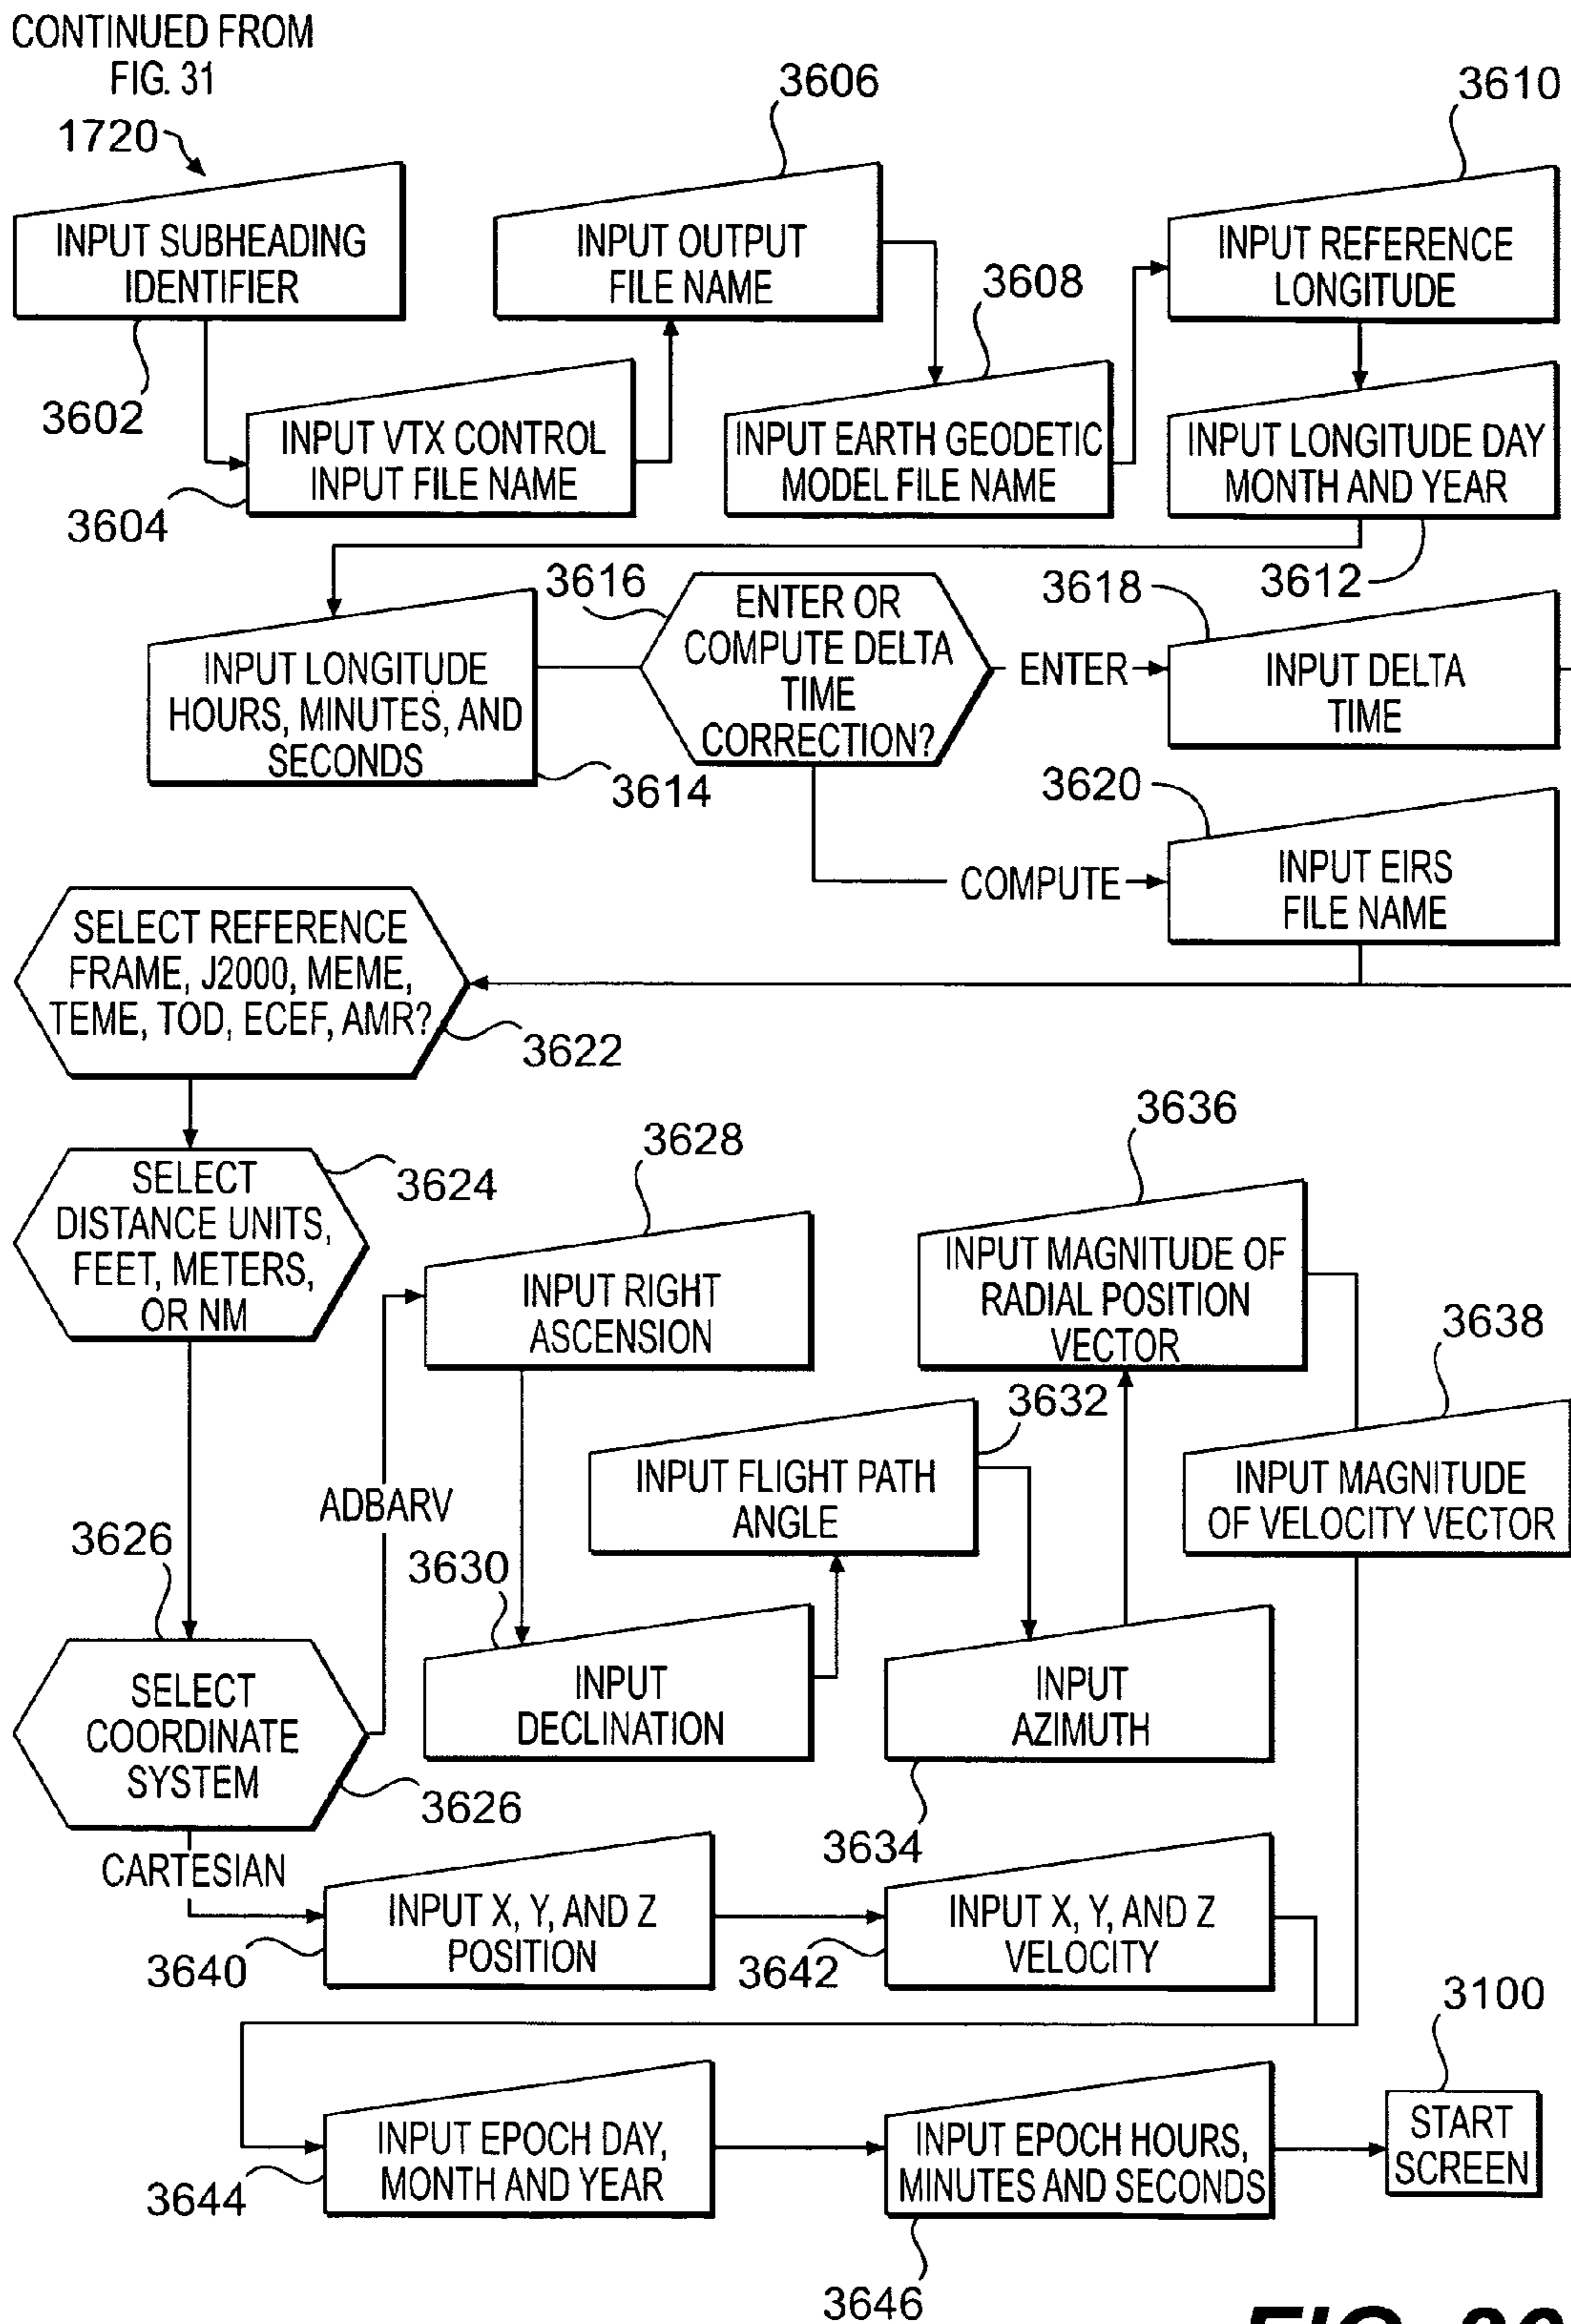 CONTINUED FROM
FIG. 31
1720
3606
3610
INPUT SUBHEADING
IDENTIFIER
INPUT OUTPUT
FILE NAME
INPUT REFERENCE
LONGITUDE
3608
3602
INPUT VTX CONTROL
INPUT FILE NAME
INPUT EARTH GEODETIC
MODEL FILE NAME
INPUT LONGITUDE DAY
MONTH AND YEAR
3604
3616
3618
3612
INPUT LONGITUDE
HOURS, MINUTES, AND
SECONDS
ENTER OR
COMPUTE DELTA
TIME
CORRECTION?
ENTER
INPUT DELTA
TIME
3614
3620
COMPUTE
INPUT EIRS
FILE NAME
SELECT REFERENCE
FRAME, J2000, MEME,
TEME, TOD, ECEF, AMR?
3622
3636
3628
SELECT
DISTANCE UNITS,
FEET, METERS,
OR NM
3624
INPUT RIGHT
ASCENSION
INPUT MAGNITUDE OF
RADIAL POSITION
VECTOR
3638
3632
INPUT FLIGHT PATH
ANGLE
INPUT MAGNITUDE
OF VELOCITY VECTOR
ADBARV
3626
3630
SELECT
COORDINATE
SYSTEM
INPUT
DECLINATION
INPUT
AZIMUTH
3626
3634
CARTESIAN
INPUT X, Y, AND Z
POSITION
INPUT X, Y, AND Z
VELOCITY
3640
3642
3100
INPUT EPOCH DAY,
MONTH AND YEAR
INPUT EPOCH HOURS,
MINUTES AND SECONDS
START
SCREEN
3644
3646